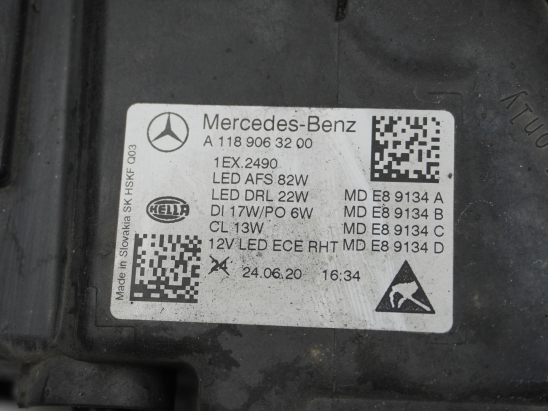 Mercedes-Benz
A 118 906 32 00
1EX.2490
LED AFS 82W
LED DRL 22W MD E8 9134 A
DI 17W/PO 6W MD E8 9134 B
CL 13W MD E8 9134 C
12V LED ECE RHT MD E8 9134 D
24.06.20 16:34
HELLA
Made in Slovakia SK HSKF Q03
only